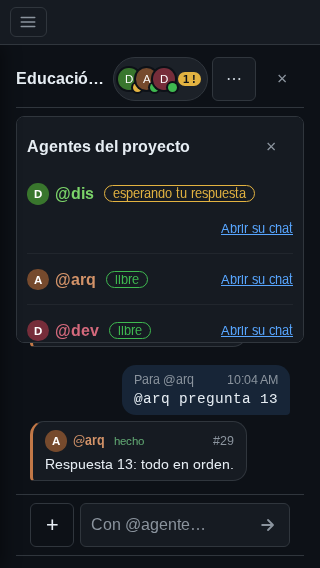 Educació… D A D 1 ! ⋯ ×
Agentes del proyecto ×
D @dis esperando tu respuesta
Abrir su chat
A @arq libre Abrir su chat
D @dev libre Abrir su chat
Para @arq 10:04 AM
@arq pregunta 13
A @arq hecho #29
Respuesta 13: todo en orden.
+ Con @agente… →